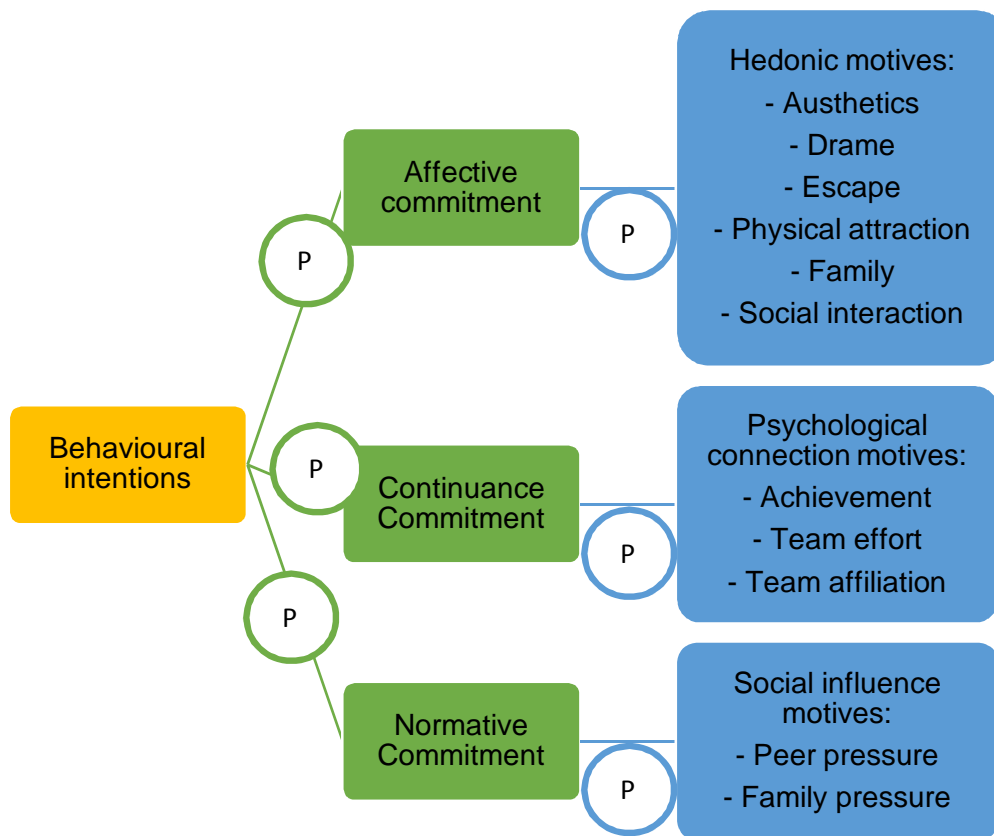 Hedonic motives:
- Austhetics
- Drame
- Escape
- Physical attraction
- Family
- Social interaction
Affective
commitment
P
P
Behavioural
intentions
P
Continuance
Commitment
P
Psychological
connection motives:
- Achievement
- Team effort
- Team affiliation
P
Normative
Commitment
P
Social influence
motives:
- Peer pressure
- Family pressure